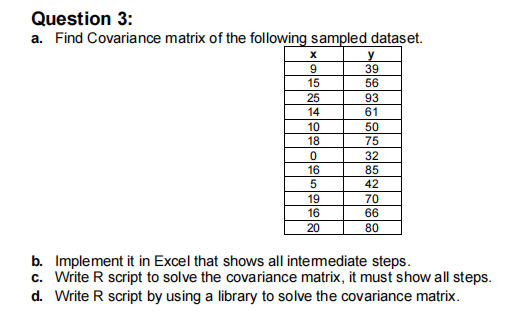 Question 3:
a. Find Covariance matrix of the following sampled dataset.
x y
9 39
15 56
25 93
14 61
10 50
18 75
0 32
16 85
5 42
19 70
16 66
20 80
b. Implement it in Excel that shows all intermediate steps.
c. Write R script to solve the covariance matrix, it must show all steps.
d. Write R script by using a library to solve the covariance matrix.